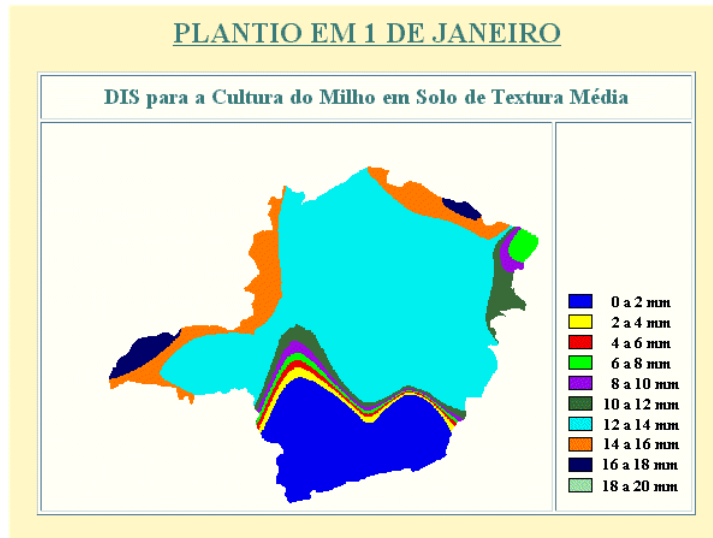 PLANTIO EM 1 DE JANEIRO
DIS para a Cultura do Milho em Solo de Textura Média
0 a 2 mm
2 a 4 mm
4 a 6 mm
6 a 8 mm
8 a 10 mm
10 a 12 mm
12 a 14 mm
14 a 16 mm
16 a 18 mm
18 a 20 mm